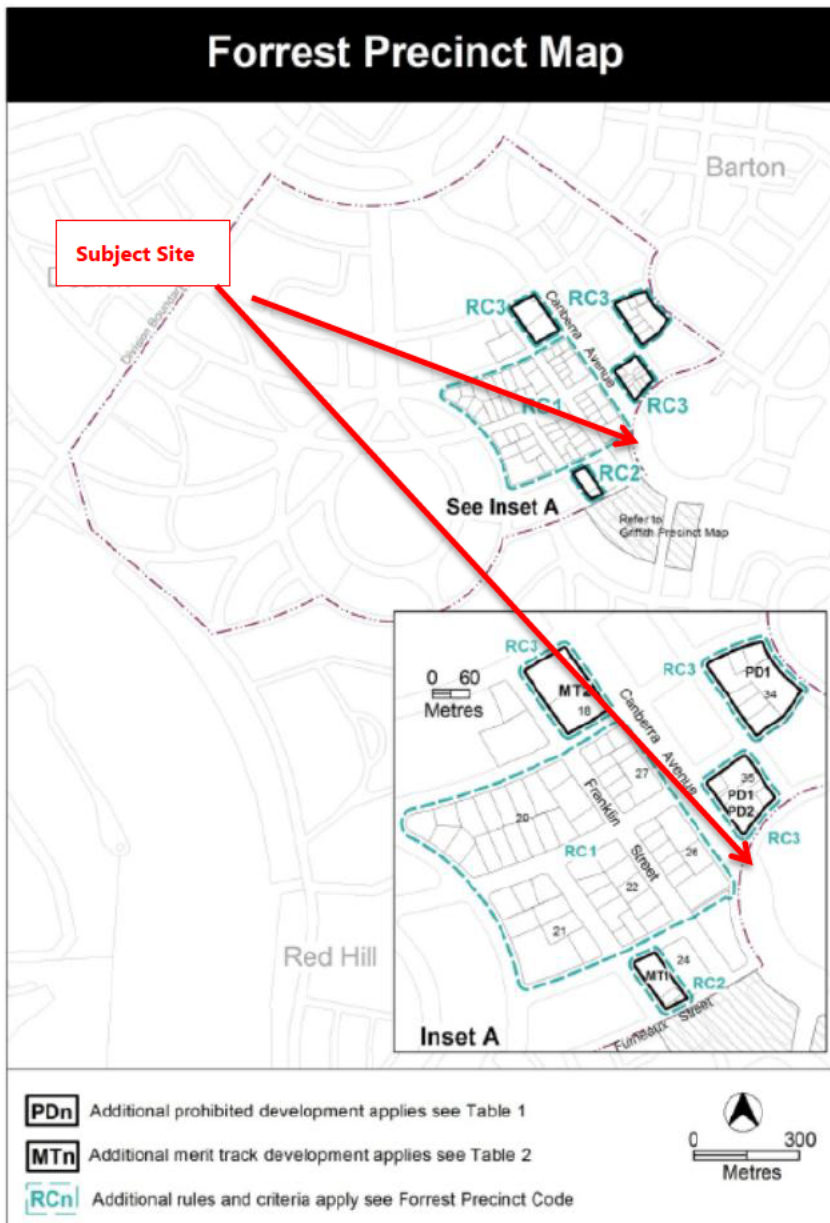 Forrest Precinct Map
Barton
Subject Site
Division Boundary
RC3
Canberra
Avenue
RC3
RC3
RC1
RC2
See Inset A
Refer to
Griffith Precinct Map
RC3
0 60
Metres
MT2
18
Canberra
Avenue
RC3
PD1
34
35
PD1
PD2
RC3
27
Franklin
Street
20
RC1
26
22
21
24
MT1
RC2
Furneaux Street
Red Hill
Inset A
PDn Additional prohibited development applies see Table 1
MTn Additional merit track development applies see Table 2
RCn Additional rules and criteria apply see Forrest Precinct Code
0 300
Metres